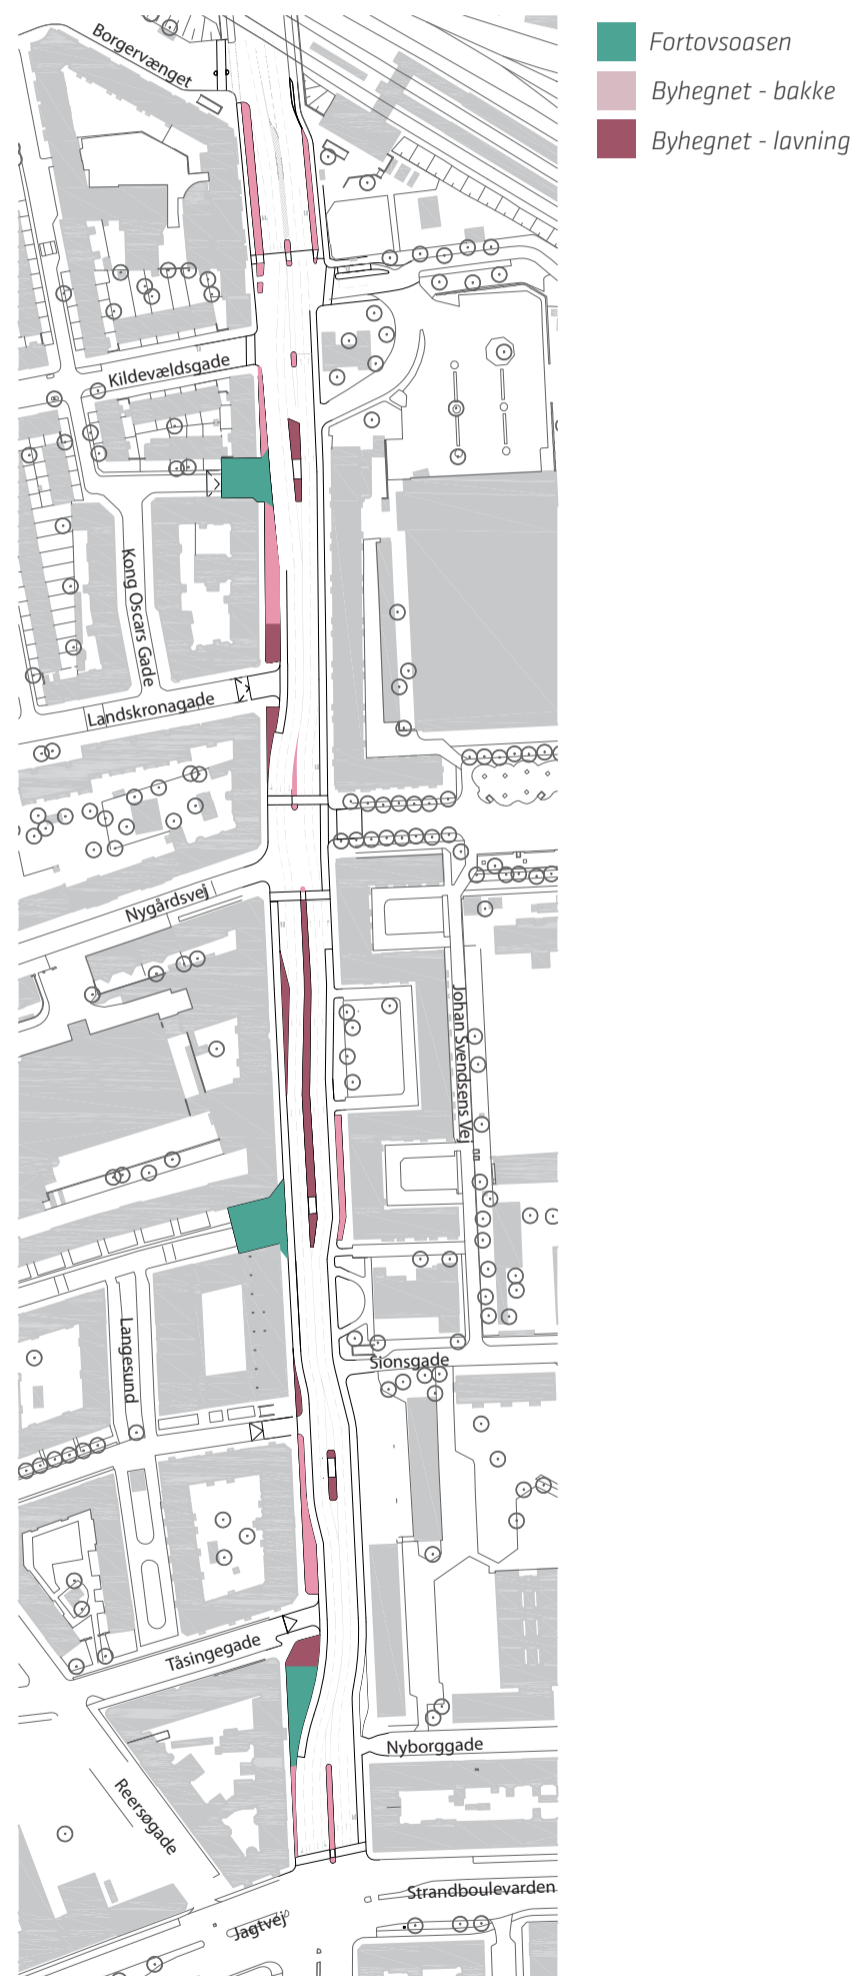 Borgervænget
Fortovsoasen
Byhegnet - bakke
Byhegnet - lavning
Kildevældsgade
Kong Oscars Gade
Landskronagade
Nygårdsvej
Johan Svendsens Vej
Langesund
Sionsgade
Tåsingegade
Nyborggade
Reersøgade
Strandboulevarden
Jagtvej